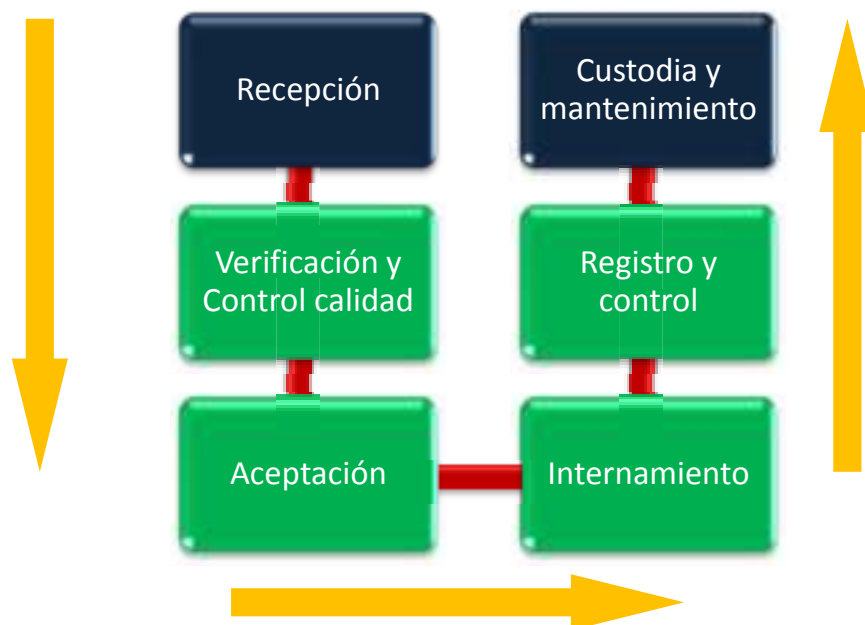 Recepción
Verificación y
Control calidad
Aceptación
Internamiento
Registro y
control
Custodia y
mantenimiento